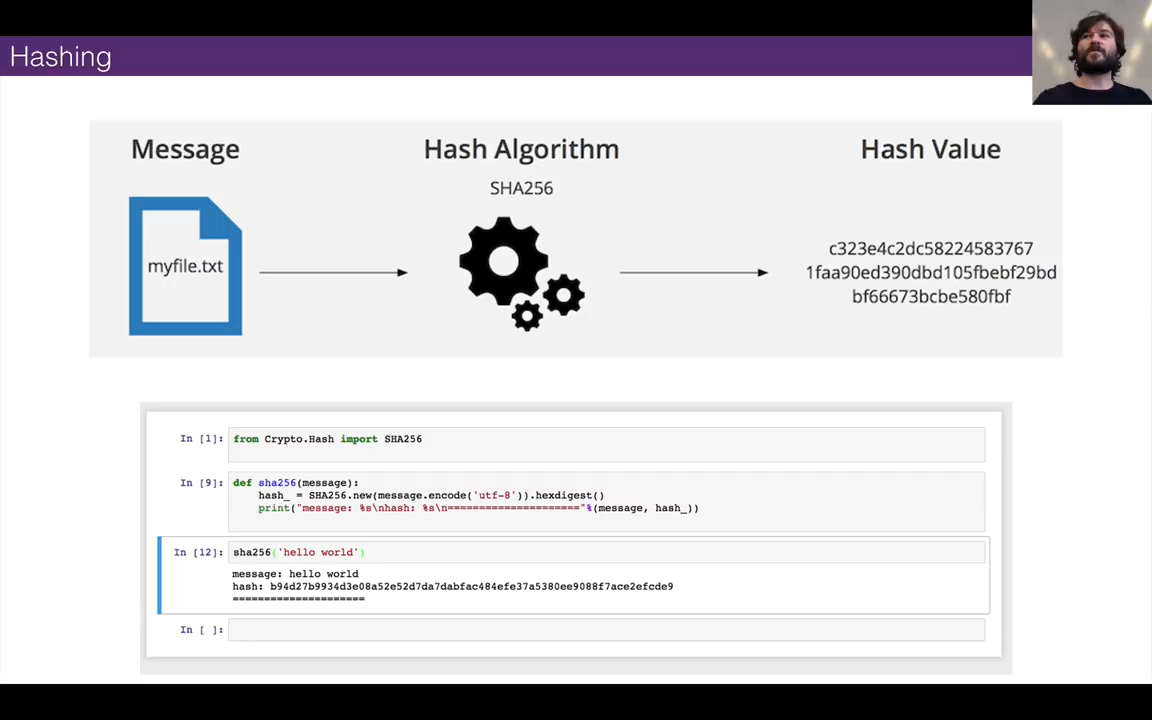 Hashing
Message
Hash Algorithm
Hash Value
SHA256
myfile.txt
c323e4c2dc58224583767
1faa90ed390dbd105fbebf29bd
bf66673bcbe580fbf
In [1]: from Crypto.Hash import SHA256
In [9]: def sha256(message):
hash_ = SHA256.new(message.encode('utf-8')).hexdigest()
print("message: %s\nhash: %s\n====================="%(message, hash_))
In [12]: sha256('hello world')
message: hello world
hash: b94d27b9934d3e08a52e52d7da7dabfac484efe37a5380ee9088f7ace2efcde9
=====================
In [ ]: